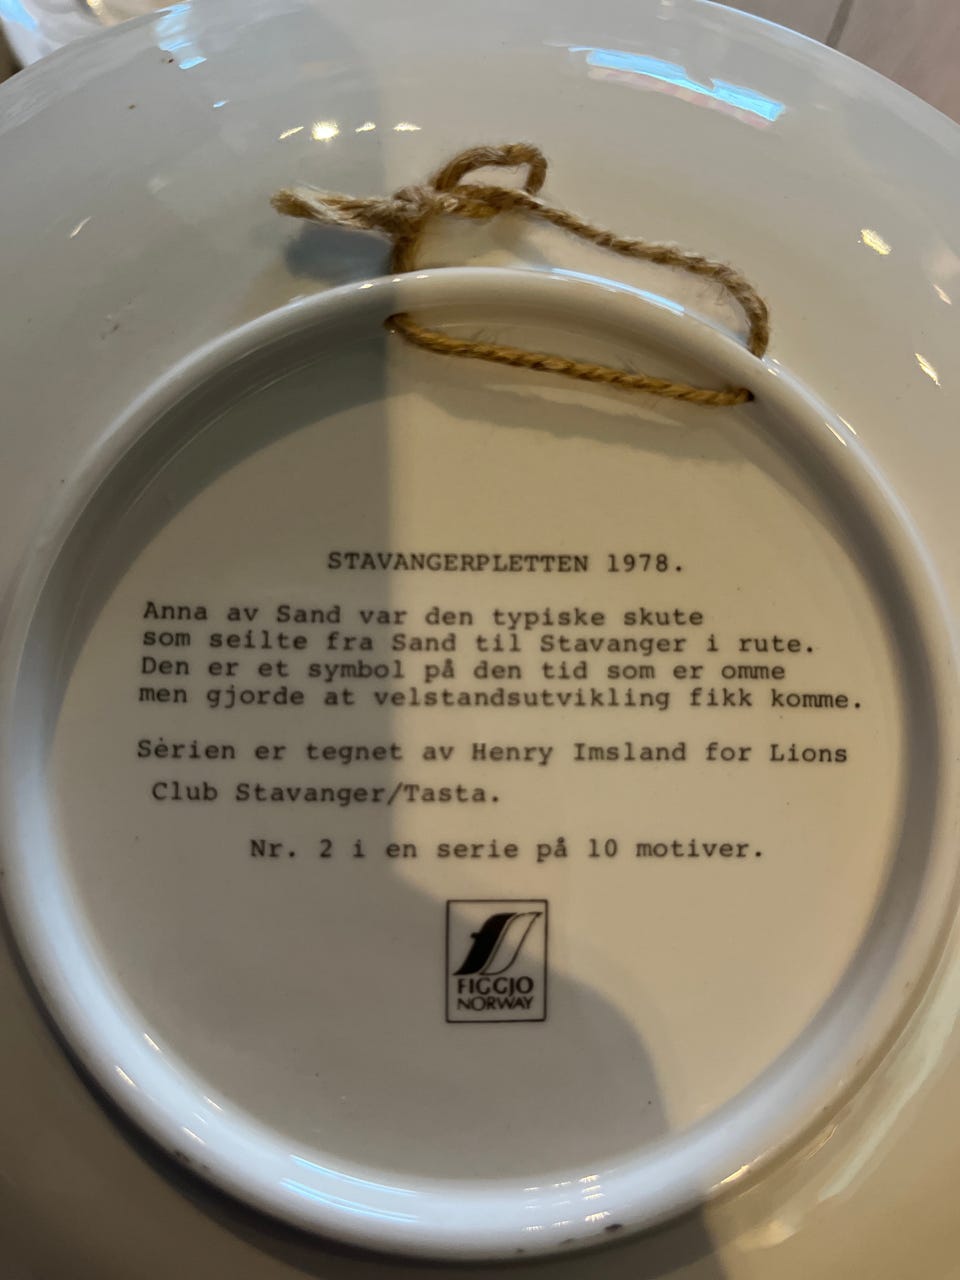 STAVANGERPLETTEN 1978.
Anna av Sand var den typiske skute
som seilte fra Sand til Stavanger i rute.
Den er et symbol på den tid som er omme
men gjorde at velstandsutvikling fikk komme.
Serien er tegnet av Henry Imsland for Lions
Club Stavanger/Tasta.
Nr. 2 i en serie på 10 motiver.
FIGGJO
NORWAY